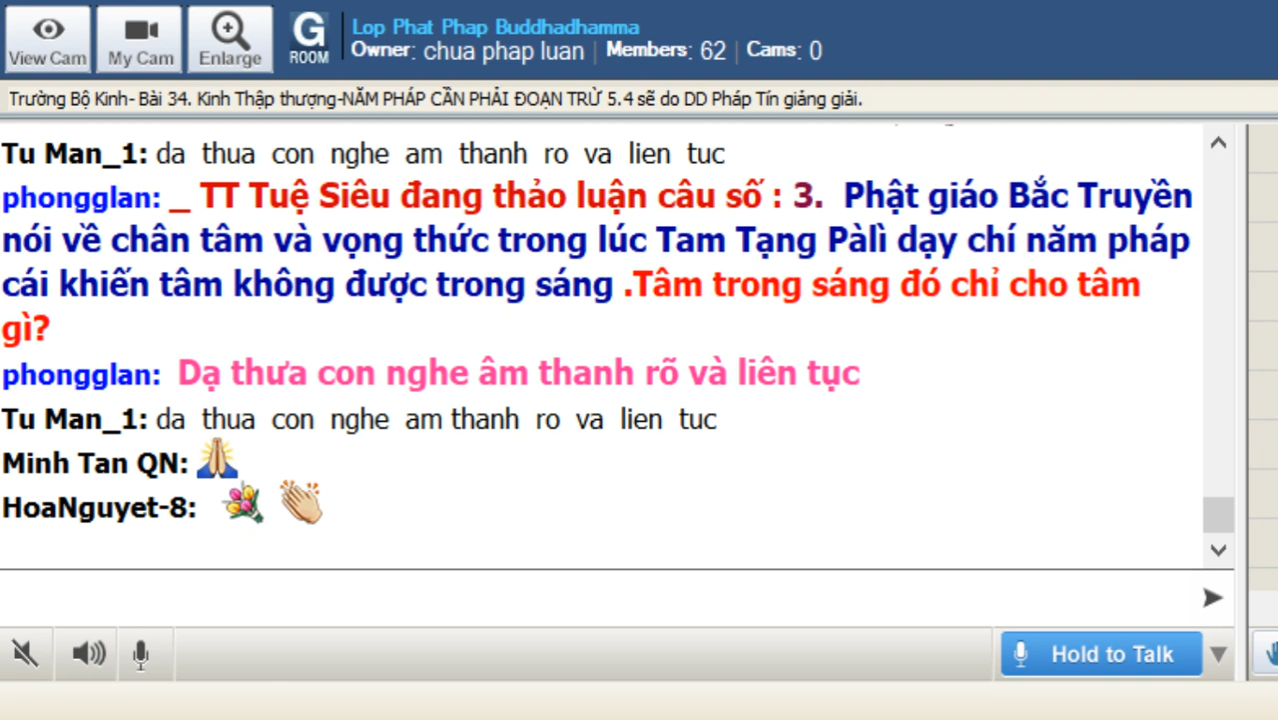 View Cam
My Cam
Enlarge
G ROOM
Lop Phat Phap Buddhadhamma
Owner: chua phap luan | Members: 62 | Cams: 0
Trường Bộ Kinh- Bài 34. Kinh Thập thượng-NĂM PHÁP CẦN PHẢI ĐOẠN TRỪ 5.4 sẽ do DD Pháp Tín giảng giải.
Tu Man_1: da thua con nghe am thanh ro va lien tuc
phongglan: _ TT Tuệ Siêu đang thảo luận câu số : 3. Phật giáo Bắc Truyền
nói về chân tâm và vọng thức trong lúc Tam Tạng Pàlì dạy chí năm pháp
cái khiến tâm không được trong sáng .Tâm trong sáng đó chỉ cho tâm
gì?
phongglan: Dạ thưa con nghe âm thanh rõ và liên tục
Tu Man_1: da thua con nghe am thanh ro va lien tuc
Minh Tan QN:
HoaNguyet-8:
Hold to Talk